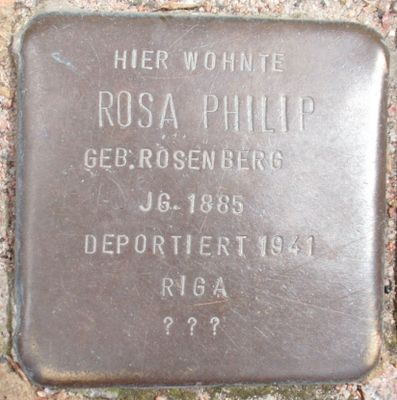 HIER WOHNTE
ROSA PHILIP
GEB. ROSENBERG
JG. 1885
DEPORTIERT 1941
RIGA
???